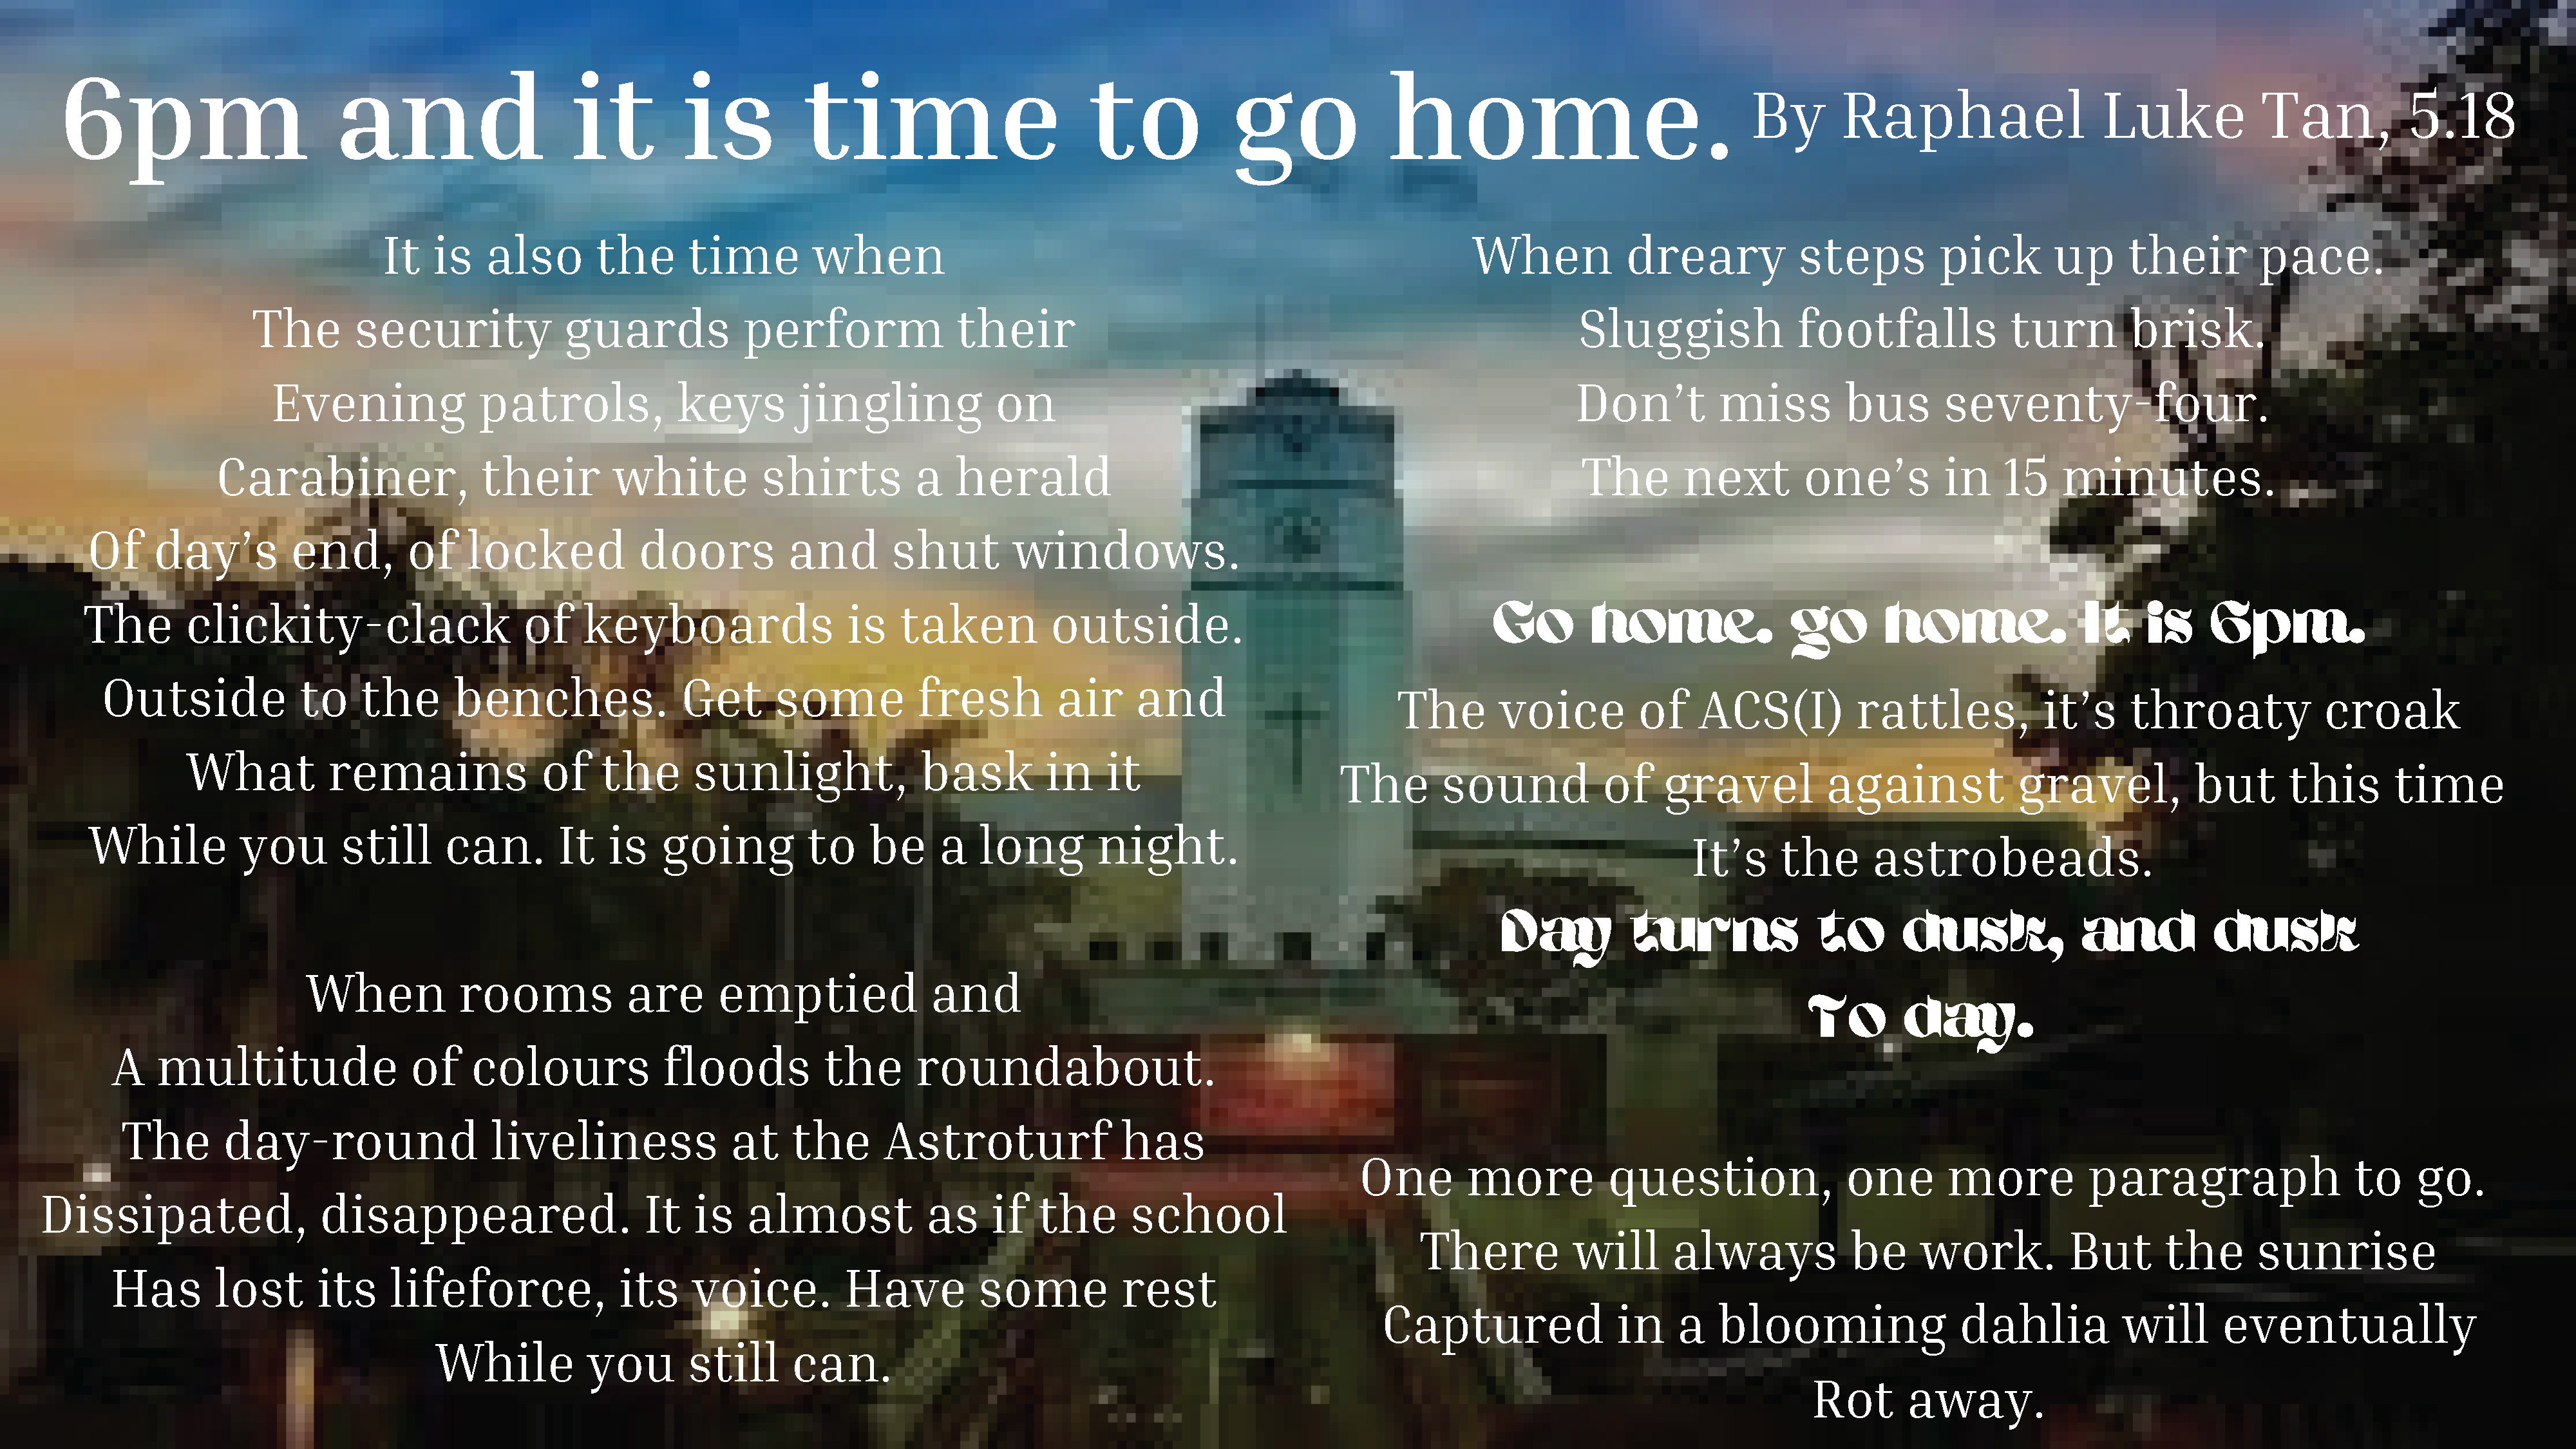 6pm and it is time to go home. By Raphael Luke Tan, 5.18
It is also the time when
The security guards perform their
Evening patrols, keys jingling on
Carabiner, their white shirts a herald
Of day’s end, of locked doors and shut windows.
The clickity-clack of keyboards is taken outside.
Outside to the benches. Get some fresh air and
What remains of the sunlight, bask in it
While you still can. It is going to be a long night.
When rooms are emptied and
A multitude of colours floods the roundabout.
The day-round liveliness at the Astroturf has
Dissipated, disappeared. It is almost as if the school
Has lost its lifeforce, its voice. Have some rest
While you still can.
When dreary steps pick up their pace.
Sluggish footfalls turn brisk.
Don’t miss bus seventy-four.
The next one’s in 15 minutes.
Go home. go home. It is 6pm.
The voice of ACS(I) rattles, it’s throaty croak
The sound of gravel against gravel, but this time
It’s the astrobeads.
Day turns to dusk, and dusk
To day.
One more question, one more paragraph to go.
There will always be work. But the sunrise
Captured in a blooming dahlia will eventually
Rot away.